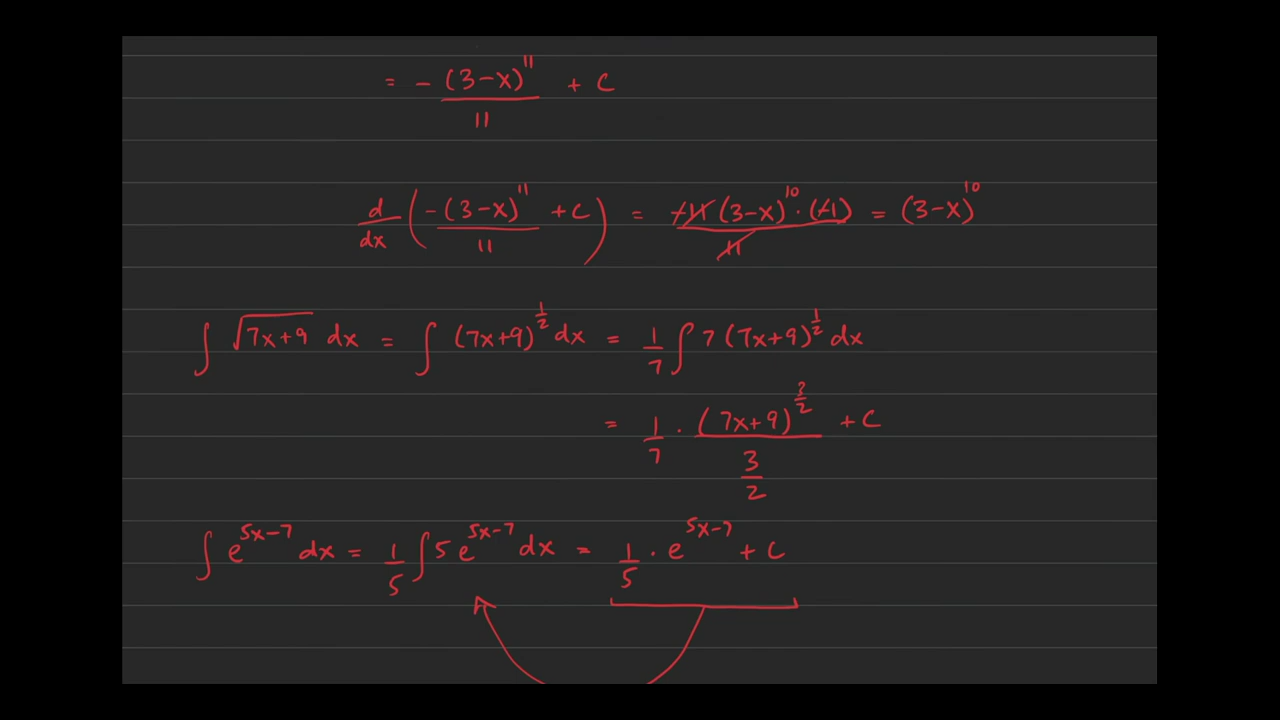 = - (3-x)^11 / 11 + c
d/dx ( -(3-x)^11 / 11 + c ) = -11 (3-x)^10 · (-1) / 11 = (3-x)^10
∫ √(7x+9) dx = ∫ (7x+9)^(1/2) dx = 1/7 ∫ 7 (7x+9)^(1/2) dx
= 1/7 · (7x+9)^(3/2) / (3/2) + c
∫ e^(5x-7) dx = 1/5 ∫ 5 e^(5x-7) dx = 1/5 · e^(5x-7) + c